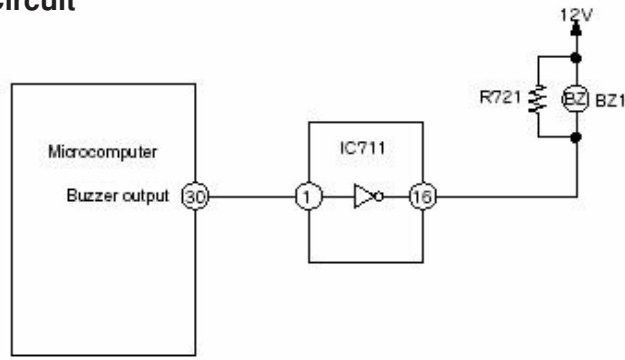 Circuit
12V
R721
BZ
BZ1
IC711
Microcomputer
Buzzer output
30
1
16